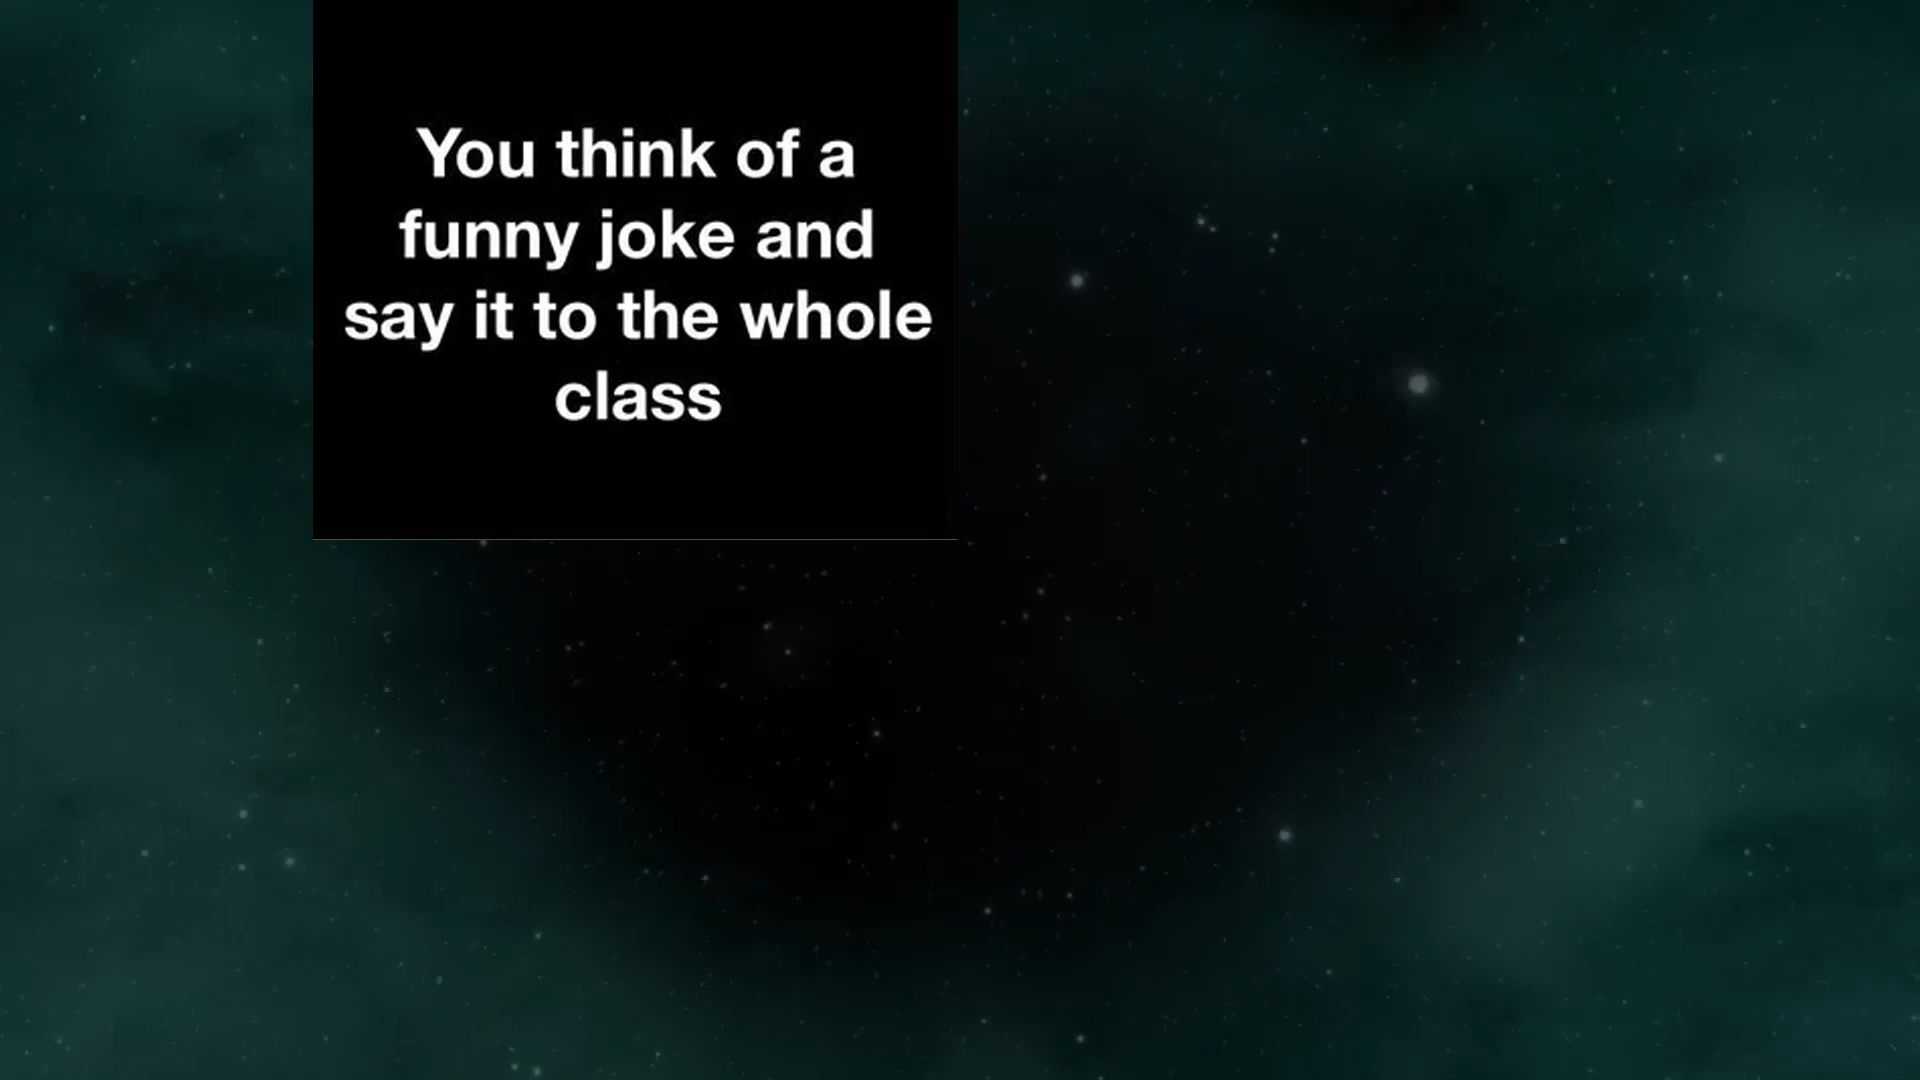 You think of a
funny joke and
say it to the whole
class